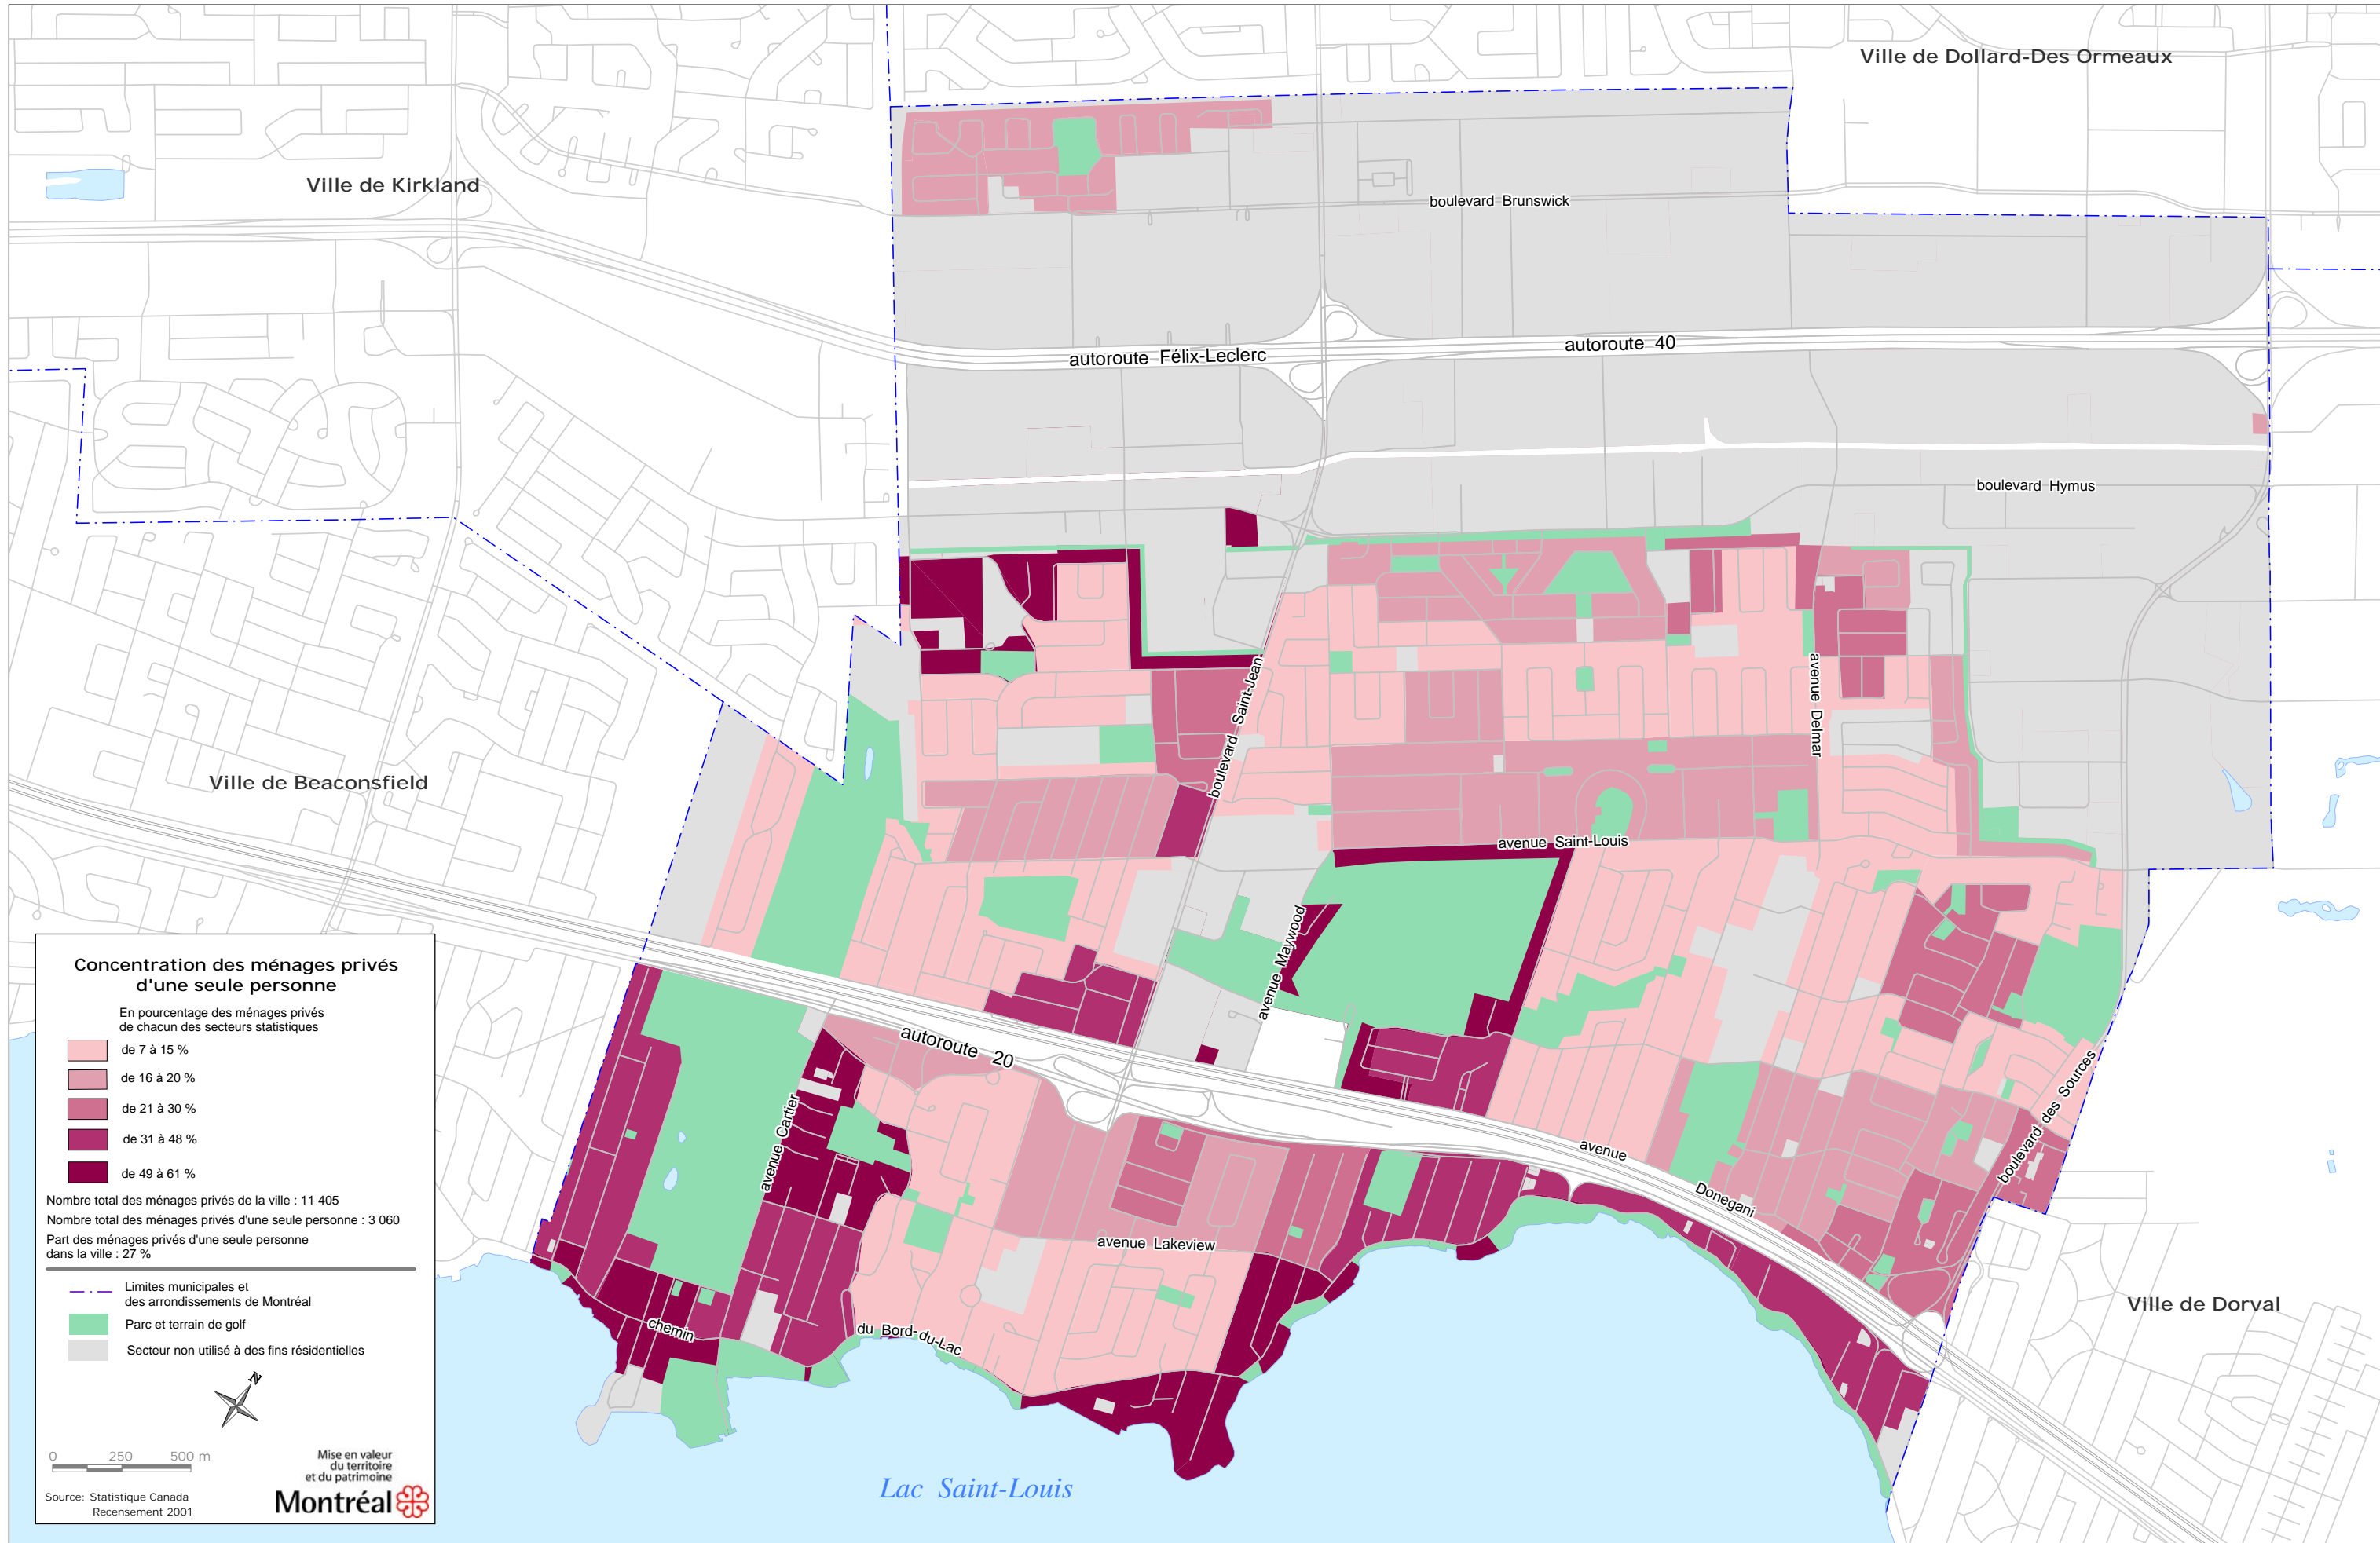 Ville de Dollard-Des Ormeaux
Ville de Kirkland
boulevard Brunswick
autoroute Félix-Leclerc
autoroute 40
boulevard Hymus
boulevard Saint-Jean
avenue Delmar
Ville de Beaconsfield
avenue Saint-Louis
avenue Maywood
autoroute 20
avenue Cartier
boulevard des Sources
avenue
Donegani
avenue Lakeview
Ville de Dorval
chemin
du Bord-du-Lac
Lac Saint-Louis
Concentration des ménages privés
d'une seule personne
En pourcentage des ménages privés
de chacun des secteurs statistiques
de 7 à 15 %
de 16 à 20 %
de 21 à 30 %
de 31 à 48 %
de 49 à 61 %
Nombre total des ménages privés de la ville : 11 405
Nombre total des ménages privés d'une seule personne : 3 060
Part des ménages privés d'une seule personne
dans la ville : 27 %
Limites municipales et
des arrondissements de Montréal
Parc et terrain de golf
Secteur non utilisé à des fins résidentielles
N
0 250 500 m
Mise en valeur
du territoire
et du patrimoine
Montréal
Source: Statistique Canada
Recensement 2001